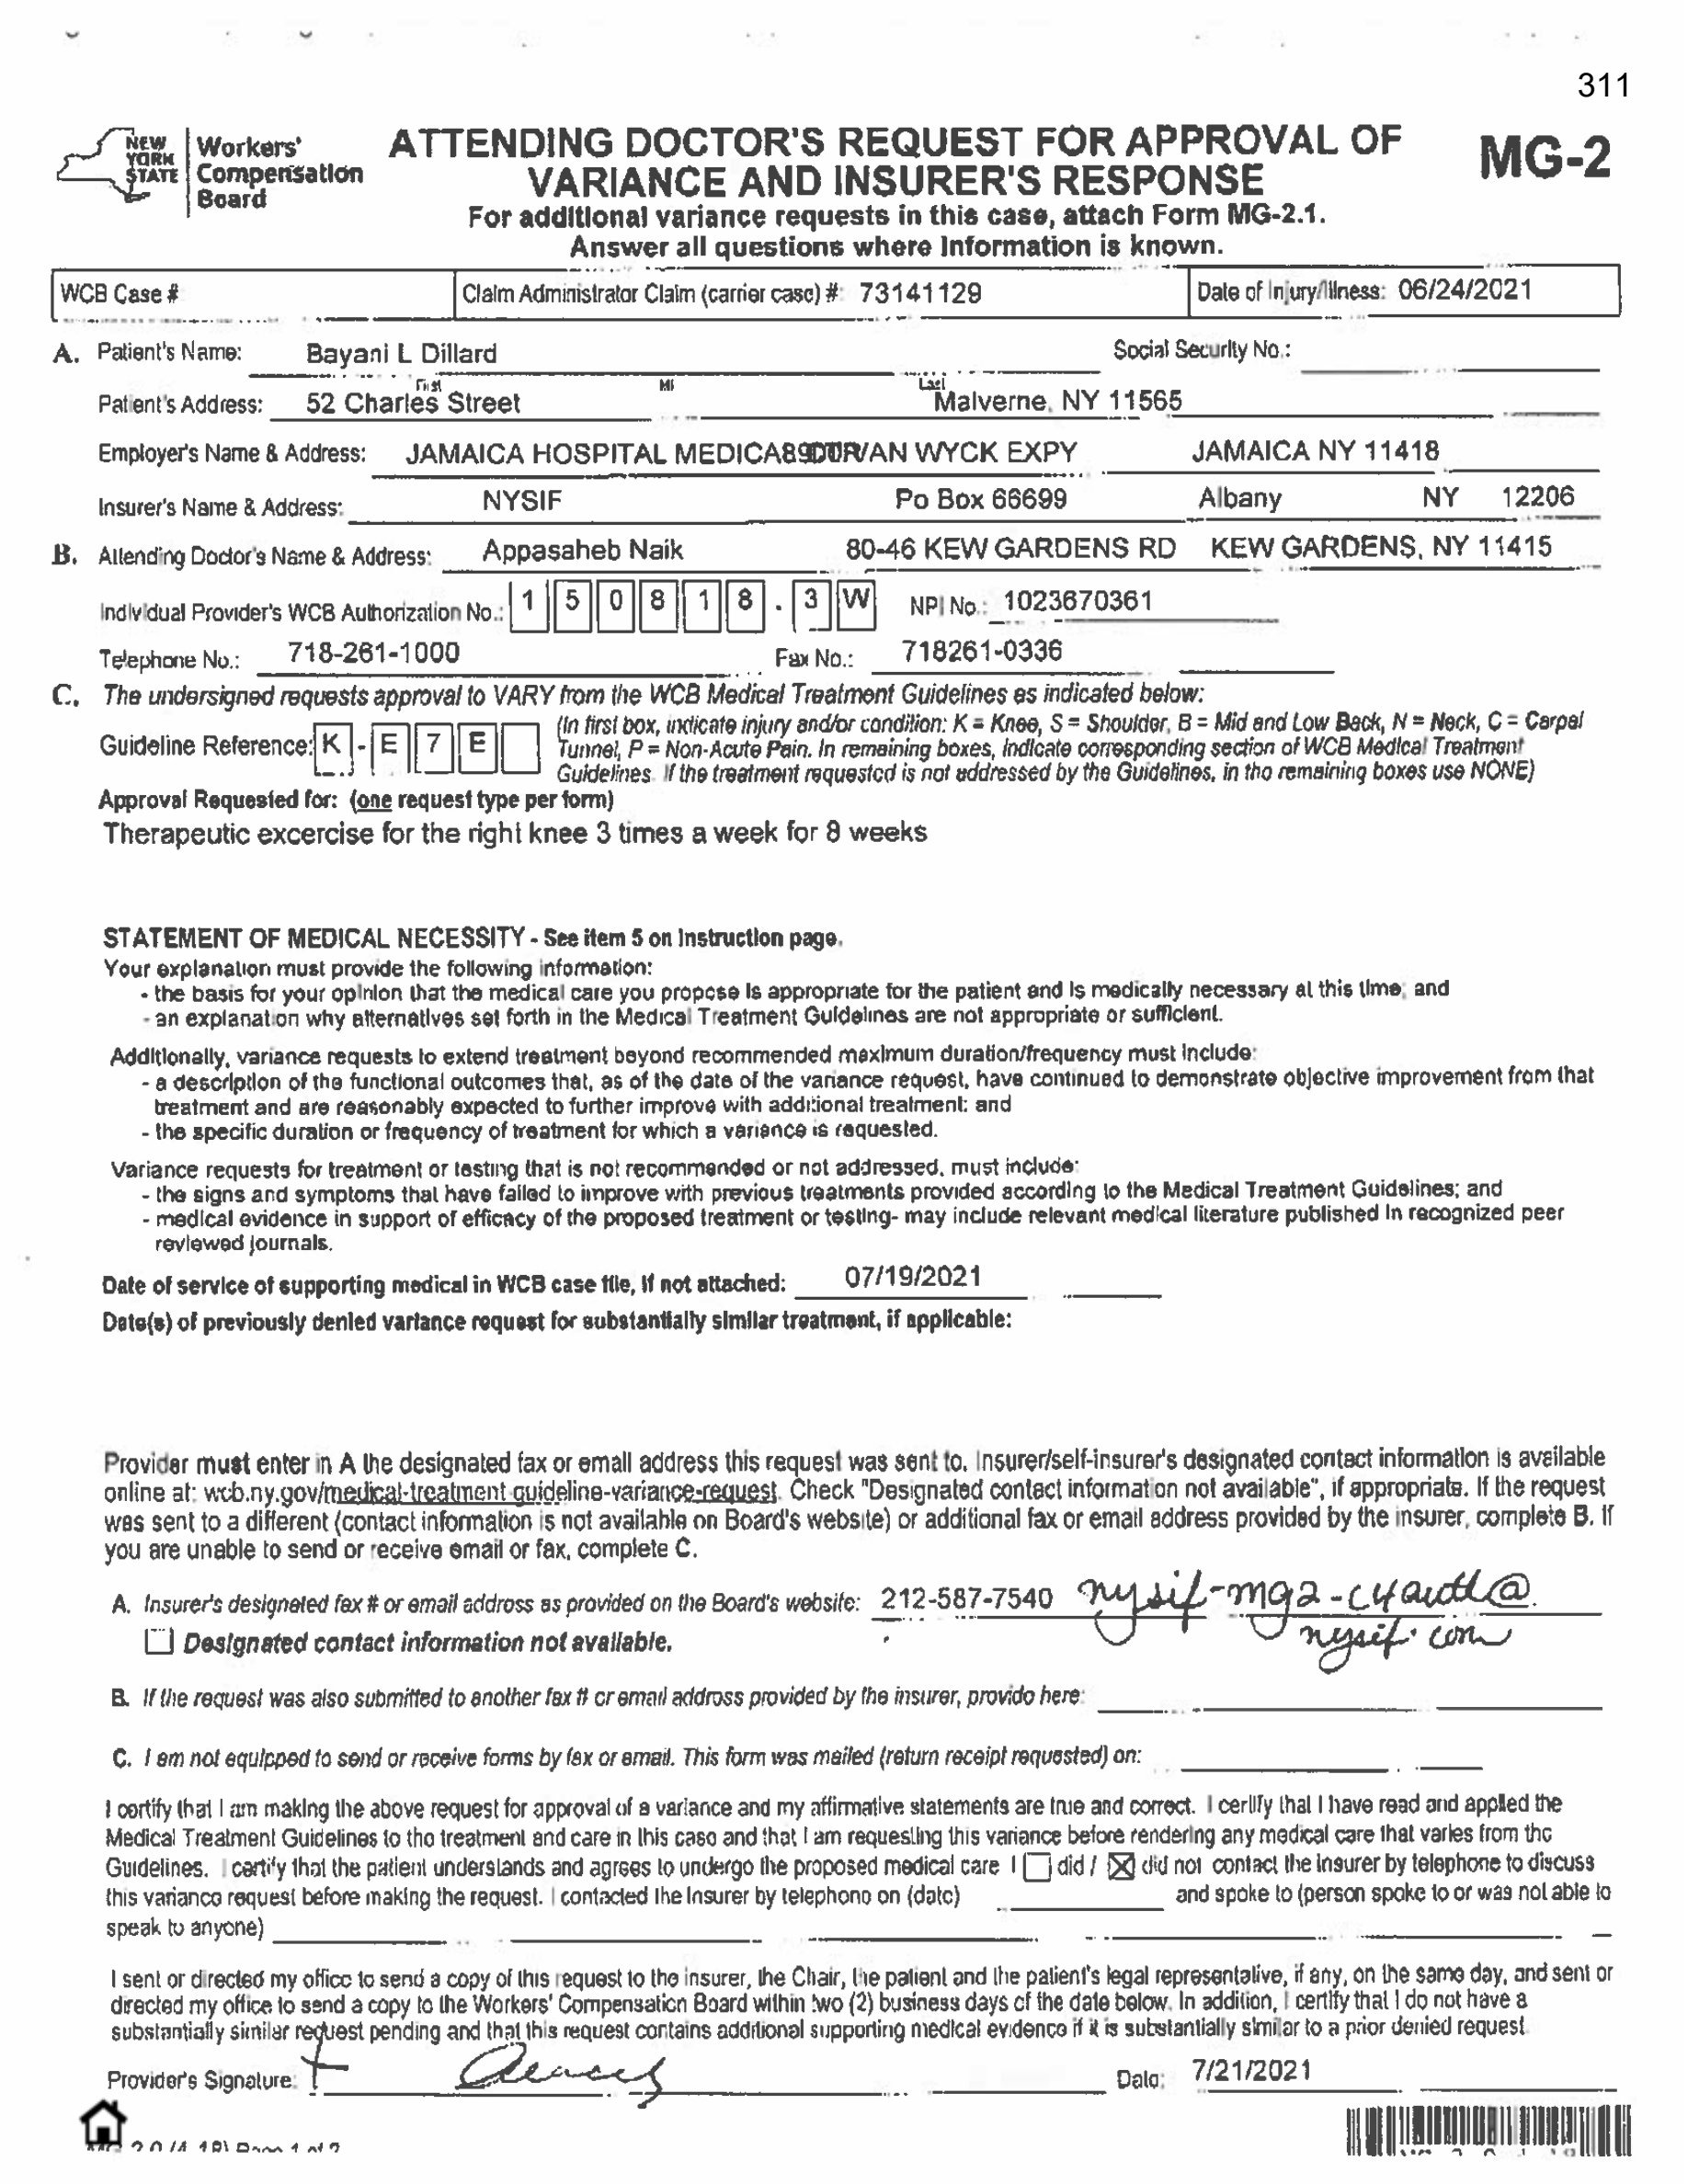 311
NEW YORK STATE
Workers' Compensation Board
ATTENDING DOCTOR'S REQUEST FOR APPROVAL OF
VARIANCE AND INSURER'S RESPONSE
MG-2
For additional variance requests in this case, attach Form MG-2.1.
Answer all questions where information is known.
WCB Case # Claim Administrator Claim (carrier case) #: 73141129 Date of Injury/Illness: 06/24/2021
A. Patient's Name: Bayani L Dillard Social Security No.:
First MI Last
Patient's Address: 52 Charles Street Malverne, NY 11565
Employer's Name & Address: JAMAICA HOSPITAL MEDICA VAN WYCK EXPY JAMAICA NY 11418
Insurer's Name & Address: NYSIF Po Box 66699 Albany NY 12206
B. Attending Doctor's Name & Address: Appasaheb Naik 80-46 KEW GARDENS RD KEW GARDENS, NY 11415
Individual Provider's WCB Authorization No.: 1 5 0 8 1 8 . 3 W NPI No.: 1023670361
Telephone No.: 718-261-1000 Fax No.: 718261-0336
C. The undersigned requests approval to VARY from the WCB Medical Treatment Guidelines as indicated below:
Guideline Reference: K - E 7 E
(In first box, indicate injury and/or condition: K = Knee, S = Shoulder, B = Mid and Low Back, N = Neck, C = Carpal
Tunnel, P = Non-Acute Pain. In remaining boxes, indicate corresponding section of WCB Medical Treatment
Guidelines. If the treatment requested is not addressed by the Guidelines, in the remaining boxes use NONE)
Approval Requested for: (one request type per form)
Therapeutic excercise for the right knee 3 times a week for 8 weeks
STATEMENT OF MEDICAL NECESSITY - See item 5 on Instruction page.
Your explanation must provide the following information:
- the basis for your opinion that the medical care you propose is appropriate for the patient and is medically necessary at this time; and
- an explanation why alternatives set forth in the Medical Treatment Guidelines are not appropriate or sufficient.
Additionally, variance requests to extend treatment beyond recommended maximum duration/frequency must include:
- a description of the functional outcomes that, as of the date of the variance request, have continued to demonstrate objective improvement from that
treatment and are reasonably expected to further improve with additional treatment: and
- the specific duration or frequency of treatment for which a variance is requested.
Variance requests for treatment or testing that is not recommended or not addressed, must include:
- the signs and symptoms that have failed to improve with previous treatments provided according to the Medical Treatment Guidelines; and
- medical evidence in support of efficacy of the proposed treatment or testing- may include relevant medical literature published in recognized peer
reviewed journals.
Date of service of supporting medical in WCB case file, if not attached: 07/19/2021
Date(s) of previously denied variance request for substantially similar treatment, if applicable:
Provider must enter in A the designated fax or email address this request was sent to. Insurer/self-insurer's designated contact information is available
online at: wcb.ny.gov/medical-treatment-guideline-variance-request. Check "Designated contact information not available", if appropriate. If the request
was sent to a different (contact information is not available on Board's website) or additional fax or email address provided by the insurer, complete B. If
you are unable to send or receive email or fax, complete C.
A. Insurer's designated fax # or email address as provided on the Board's website: 212-587-7540 nysif-mg2-c4auth@
nysif.com
Designated contact information not available.
B. If the request was also submitted to another fax # or email address provided by the insurer, provide here:
C. I am not equipped to send or receive forms by fax or email. This form was mailed (return receipt requested) on:
I certify that I am making the above request for approval of a variance and my affirmative statements are true and correct. I certify that I have read and applied the
Medical Treatment Guidelines to the treatment and care in this case and that I am requesting this variance before rendering any medical care that varies from the
Guidelines. I certify that the patient understands and agrees to undergo the proposed medical care I did / did not contact the insurer by telephone to discuss
this variance request before making the request. I contacted the Insurer by telephone on (date) and spoke to (person spoke to or was not able to
speak to anyone)
I sent or directed my office to send a copy of this request to the insurer, the Chair, the patient and the patient's legal representative, if any, on the same day, and sent or
directed my office to send a copy to the Workers' Compensation Board within two (2) business days of the date below. In addition, I certify that I do not have a
substantially similar request pending and that this request contains additional supporting medical evidence if it is substantially similar to a prior denied request.
Provider's Signature: Date: 7/21/2021